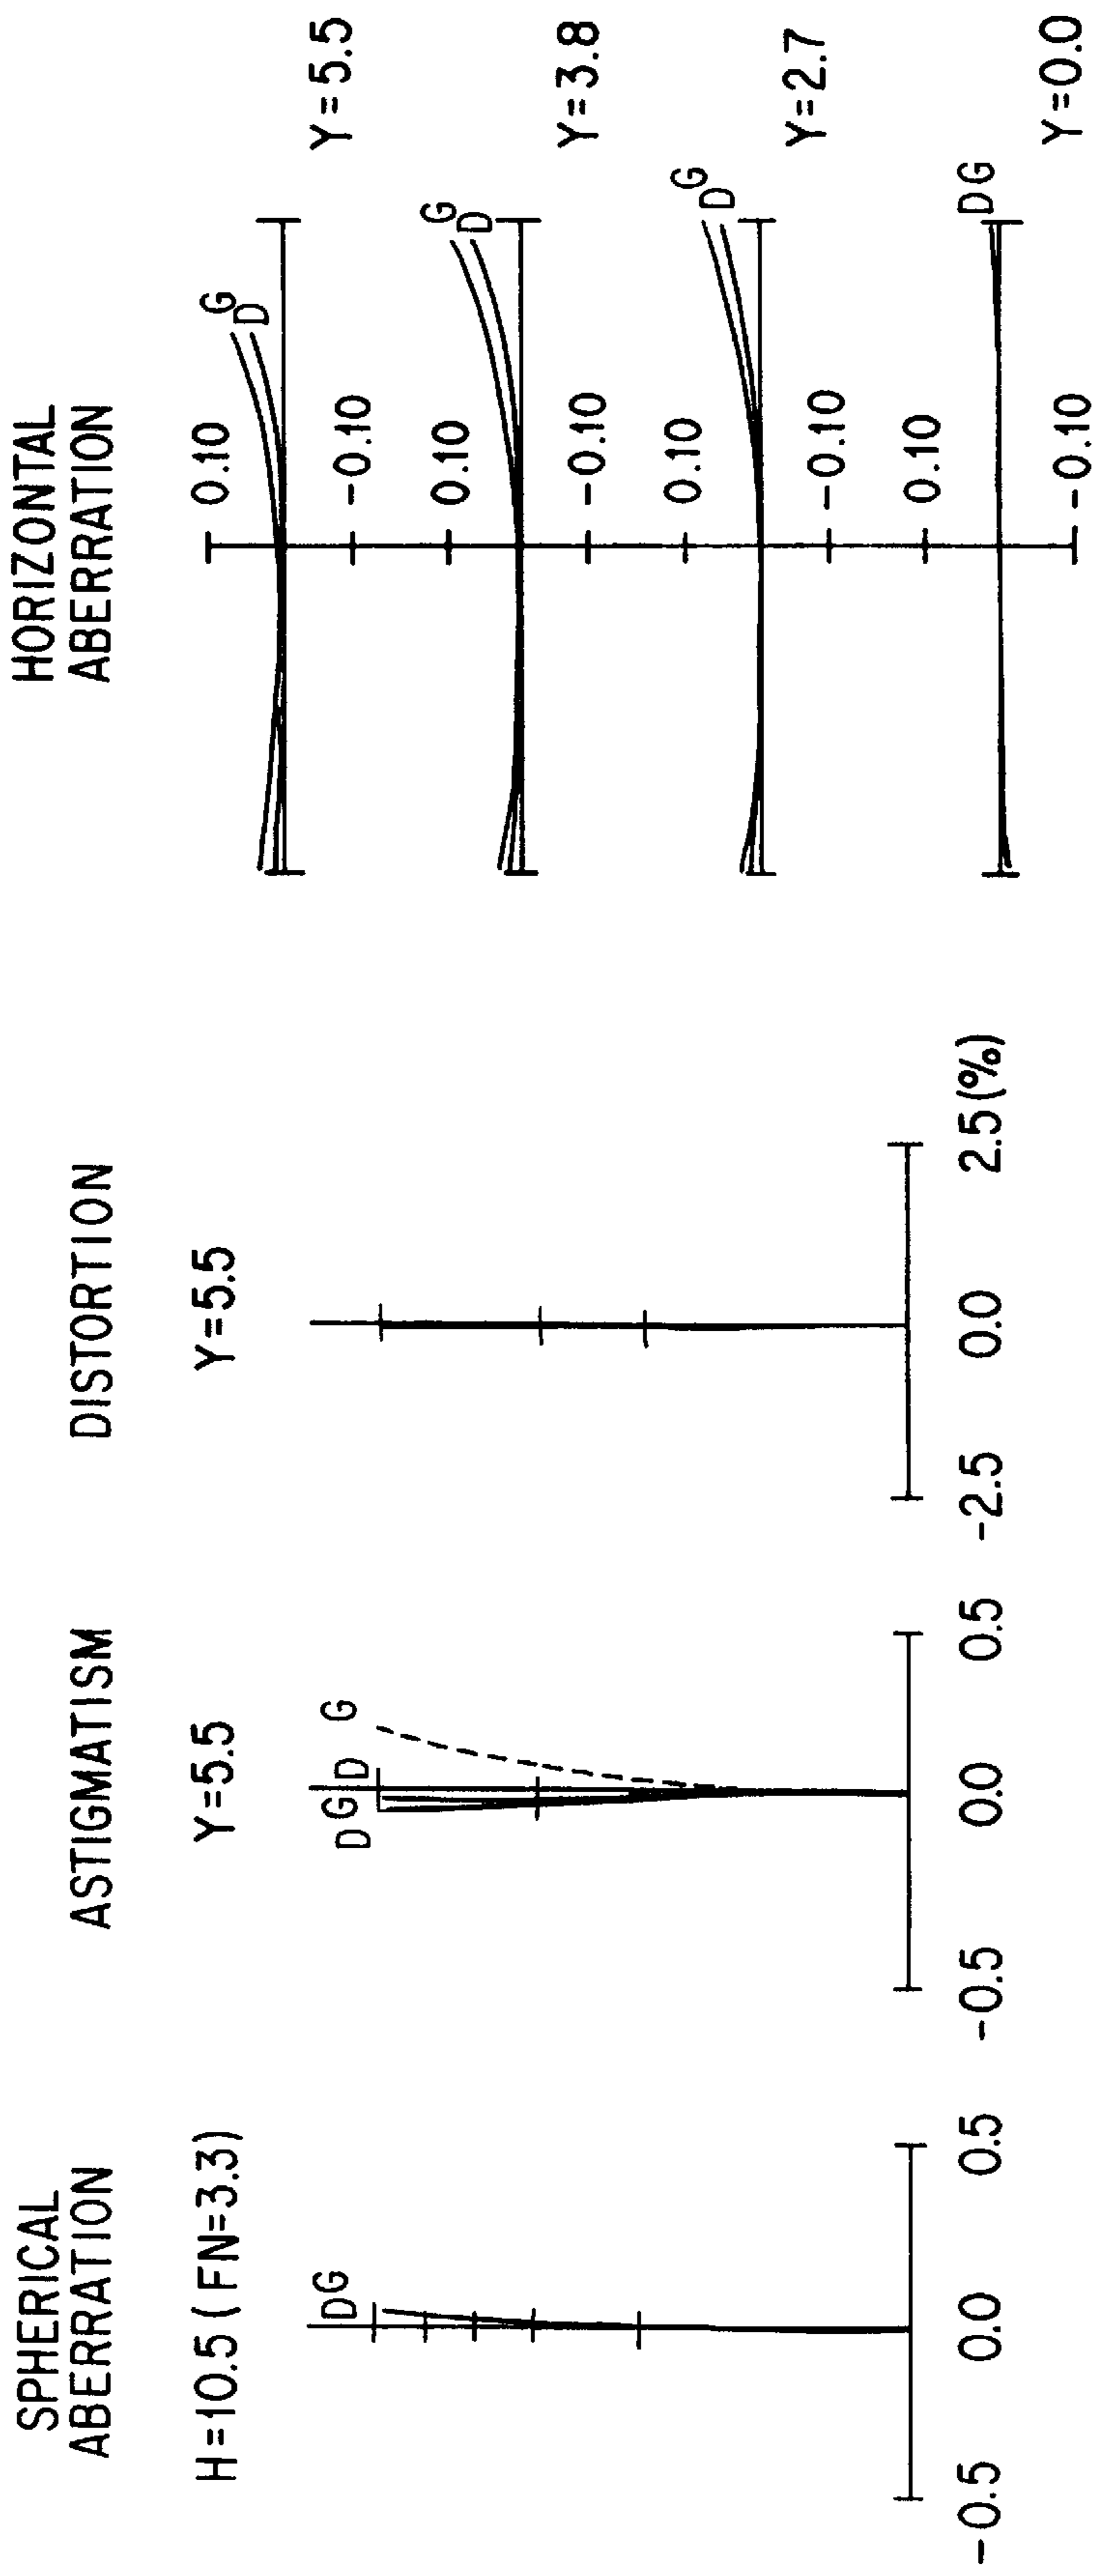 SPHERICAL
ABERRATION
H=10.5 (FN=3.3)
D G
-0.5 0.0 0.5
ASTIGMATISM
Y=5.5
D G D G
-0.5 0.0 0.5
DISTORTION
Y=5.5
-2.5 0.0 2.5(%)
HORIZONTAL
ABERRATION
0.10
G
D
Y=5.5
-0.10
0.10
G
D
Y=3.8
-0.10
0.10
G
D
Y=2.7
-0.10
0.10
D G
Y=0.0
-0.10